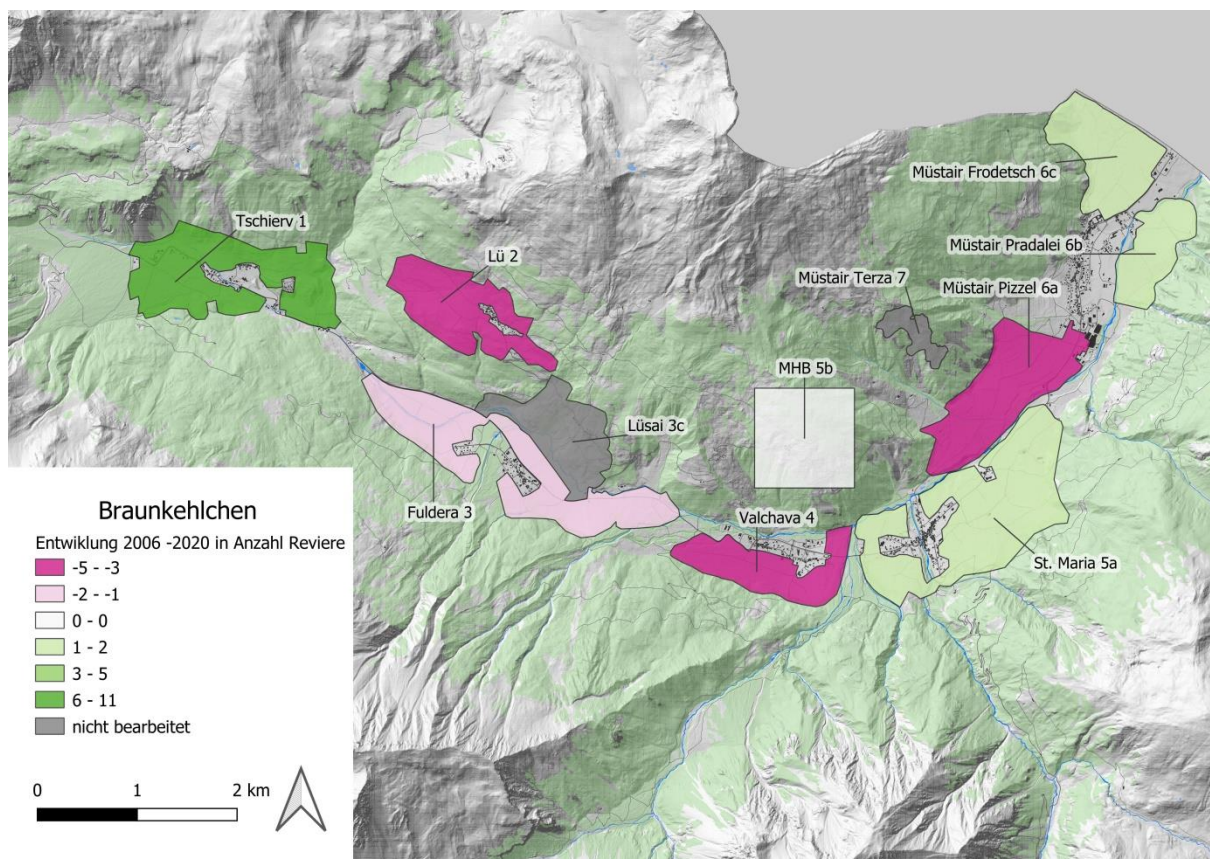 Müstair Frodetsch 6c
Tschierv 1
Müstair Pradalei 6b
Lü 2
Müstair Terza 7
Müstair Pizzel 6a
MHB 5b
Lüsai 3c
Fuldera 3
Valchava 4
St. Maria 5a
Braunkehlchen
Entwiklung 2006 -2020 in Anzahl Reviere
-5 - -3
-2 - -1
0 - 0
1 - 2
3 - 5
6 - 11
nicht bearbeitet
0 1 2 km